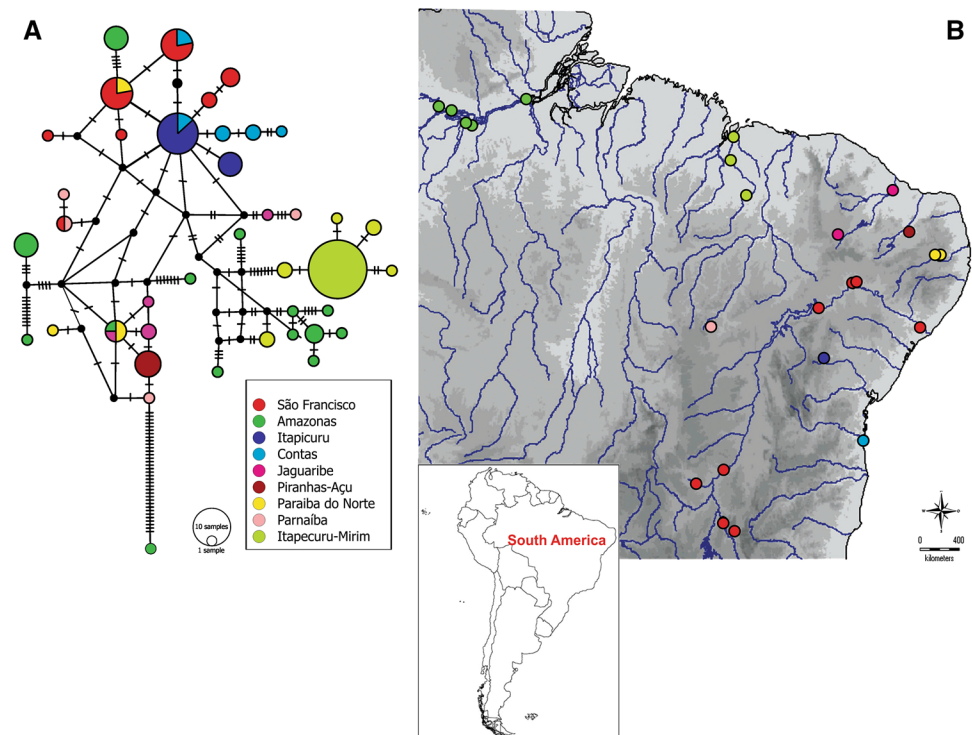 A
B
São Francisco
Amazonas
Itapicuru
Contas
Jaguaribe
Piranhas-Açu
Paraiba do Norte
Parnaíba
Itapecuru-Mirim
10 samples
1 sample
South America
0 400
kilometers